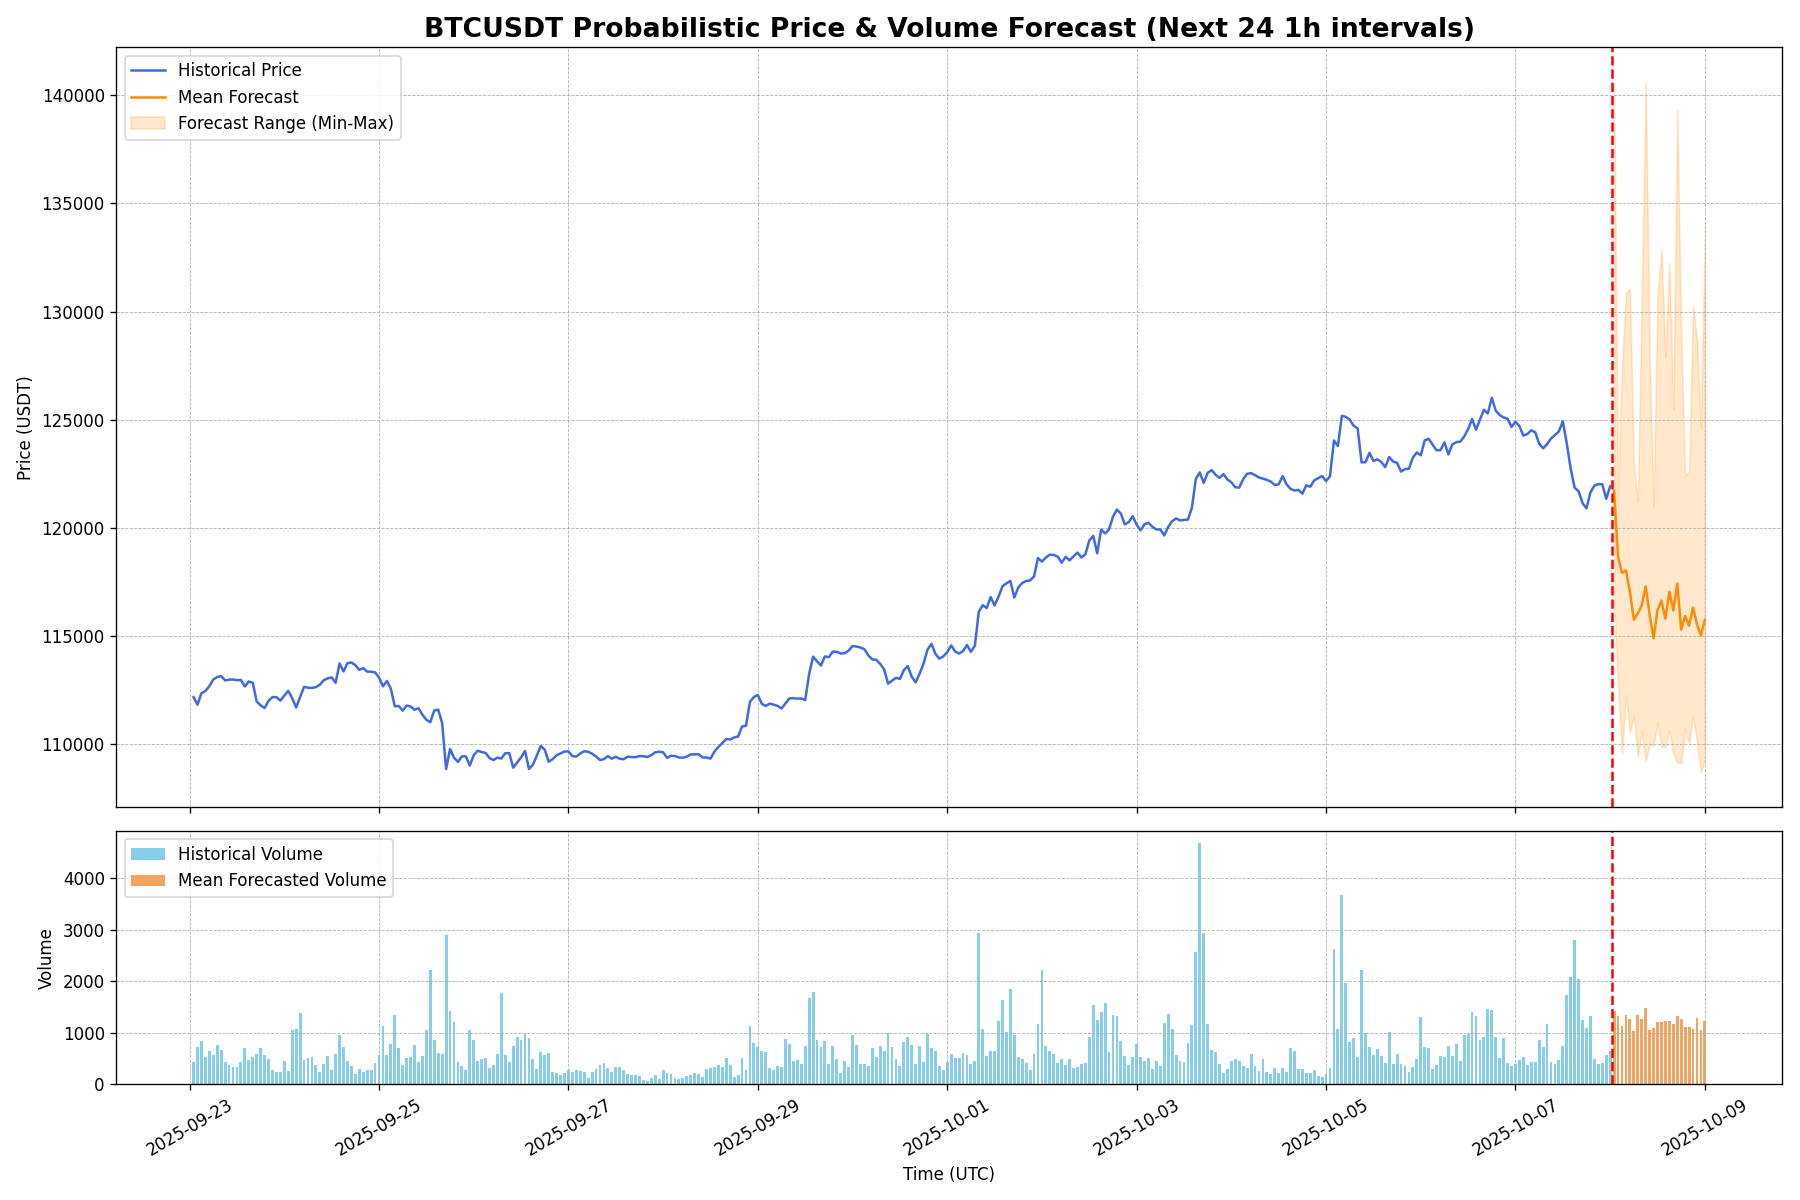 BTCUSDT Probabilistic Price & Volume Forecast (Next 24 1h intervals)
Historical Price
Mean Forecast
Forecast Range (Min-Max)
140000
135000
130000
125000
120000
115000
110000
Price (USDT)
Historical Volume
Mean Forecasted Volume
4000
3000
2000
1000
0
Volume
2025-09-23
2025-09-25
2025-09-27
2025-09-29
2025-10-01
2025-10-03
2025-10-05
2025-10-07
2025-10-09
Time (UTC)